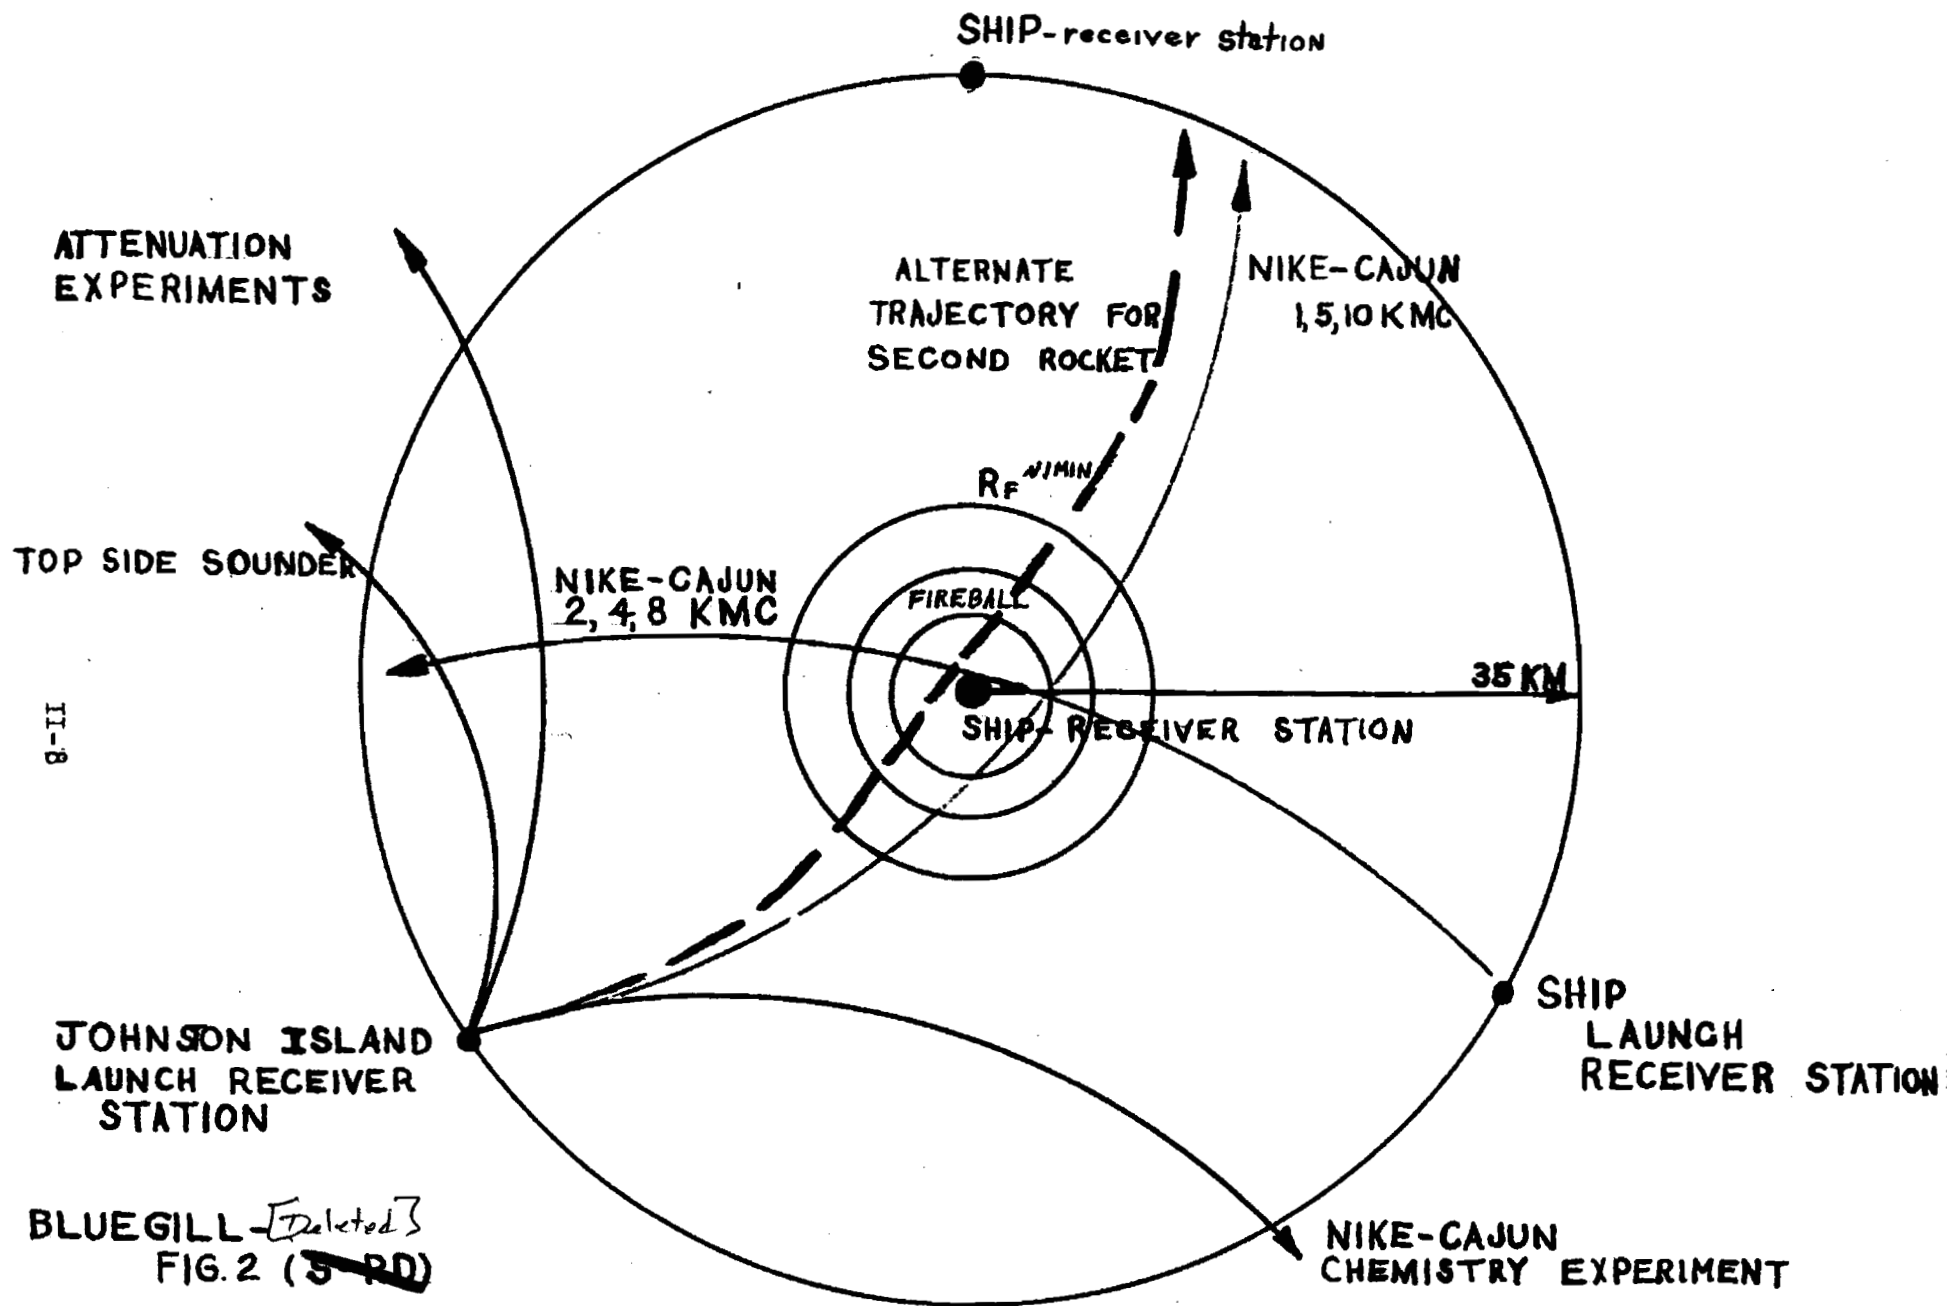 SHIP-receiver station
ATTENUATION
EXPERIMENTS
ALTERNATE
TRAJECTORY FOR
SECOND ROCKET
NIKE-CAJUN
1,5,10 KMC
RF
FIREBALL
TOP SIDE SOUNDER
NIKE-CAJUN
2,4,8 KMC
35 KM
SHIP-RECEIVER STATION
II-8
JOHNSTON ISLAND
LAUNCH RECEIVER
STATION
SHIP
LAUNCH
RECEIVER STATION
BLUEGILL-[Deleted]
FIG. 2 (S-RD)
NIKE-CAJUN
CHEMISTRY EXPERIMENT